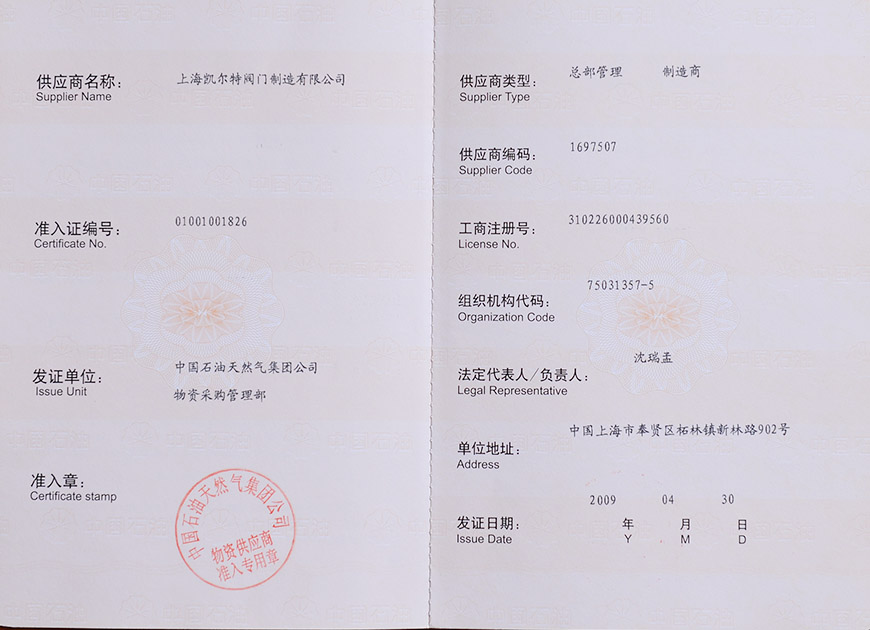 供应商名称： 上海凯尔特阀门制造有限公司
Supplier Name
准入证编号： 01001001826
Certificate No.
发证单位： 中国石油天然气集团公司
Issue Unit
物资采购管理部
准入章：
Certificate stamp
中国石油天然气集团公司
物资供应商
准入专用章
供应商类型： 总部管理 制造商
Supplier Type
供应商编码： 1697507
Supplier Code
工商注册号： 310226000439560
License No.
组织机构代码： 75031357-5
Organization Code
沈瑞孟
法定代表人/负责人：
Legal Representative
中国上海市奉贤区柘林镇新林路902号
单位地址：
Address
2009 04 30
发证日期： 年 月 日
Issue Date Y M D